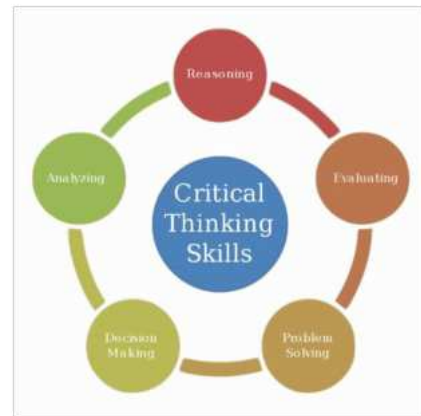 Reasoning
Analyzing
Evaluating
Critical
Thinking
Skills
Decision
Making
Problem
Solving